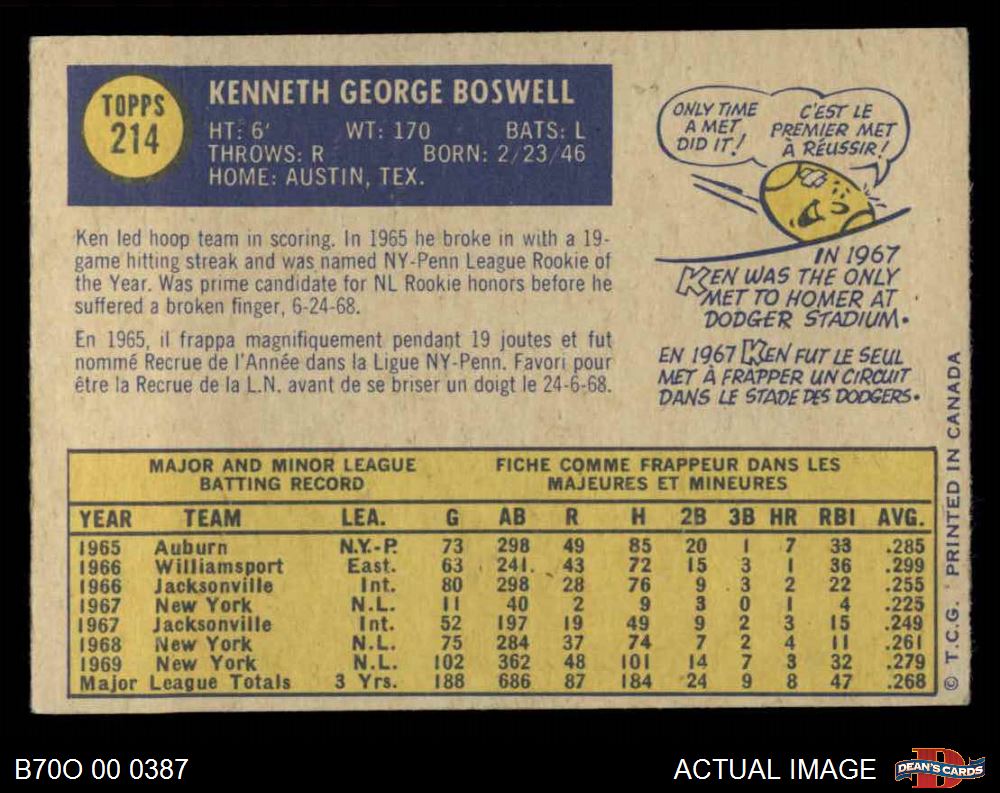 TOPPS
214
KENNETH GEORGE BOSWELL
HT: 6' WT: 170 BATS: L
THROWS: R BORN: 2/23/46
HOME: AUSTIN, TEX.
Ken led hoop team in scoring. In 1965 he broke in with a 19-
game hitting streak and was named NY-Penn League Rookie of
the Year. Was prime candidate for NL Rookie honors before he
suffered a broken finger, 6-24-68.
En 1965, il frappa magnifiquement pendant 19 joutes et fut
nommé Recrue de l'Année dans la Ligue NY-Penn. Favori pour
être la Recrue de la L.N. avant de se briser un doigt le 24-6-68.
ONLY TIME
A MET
DID IT!
C'EST LE
PREMIER MET
À RÉUSSIR!
IN 1967
KEN WAS THE ONLY
MET TO HOMER AT
DODGER STADIUM.
EN 1967 KEN FUT LE SEUL
MET À FRAPPER UN CIRCUIT
DANS LE STADE DES DODGERS.
MAJOR AND MINOR LEAGUE
BATTING RECORD
FICHE COMME FRAPPEUR DANS LES
MAJEURES ET MINEURES
YEAR TEAM LEA. G AB R H 2B 3B HR RBI AVG.
1965 Auburn N.Y.-P. 73 298 49 85 20 1 7 33 .285
1966 Williamsport East. 63 241. 43 72 15 3 1 36 .299
1966 Jacksonville Int. 80 298 28 76 9 3 2 22 .255
1967 New York N.L. 11 40 2 9 3 0 1 4 .225
1967 Jacksonville Int. 52 197 19 49 9 2 3 15 .249
1968 New York N.L. 75 284 37 74 7 2 4 11 .261
1969 New York N.L. 102 362 48 101 14 7 3 32 .279
Major League Totals 3 Yrs. 188 686 87 184 24 9 8 47 .268
© T.C.G. PRINTED IN CANADA
B70O 00 0387
ACTUAL IMAGE
DEAN'S CARDS